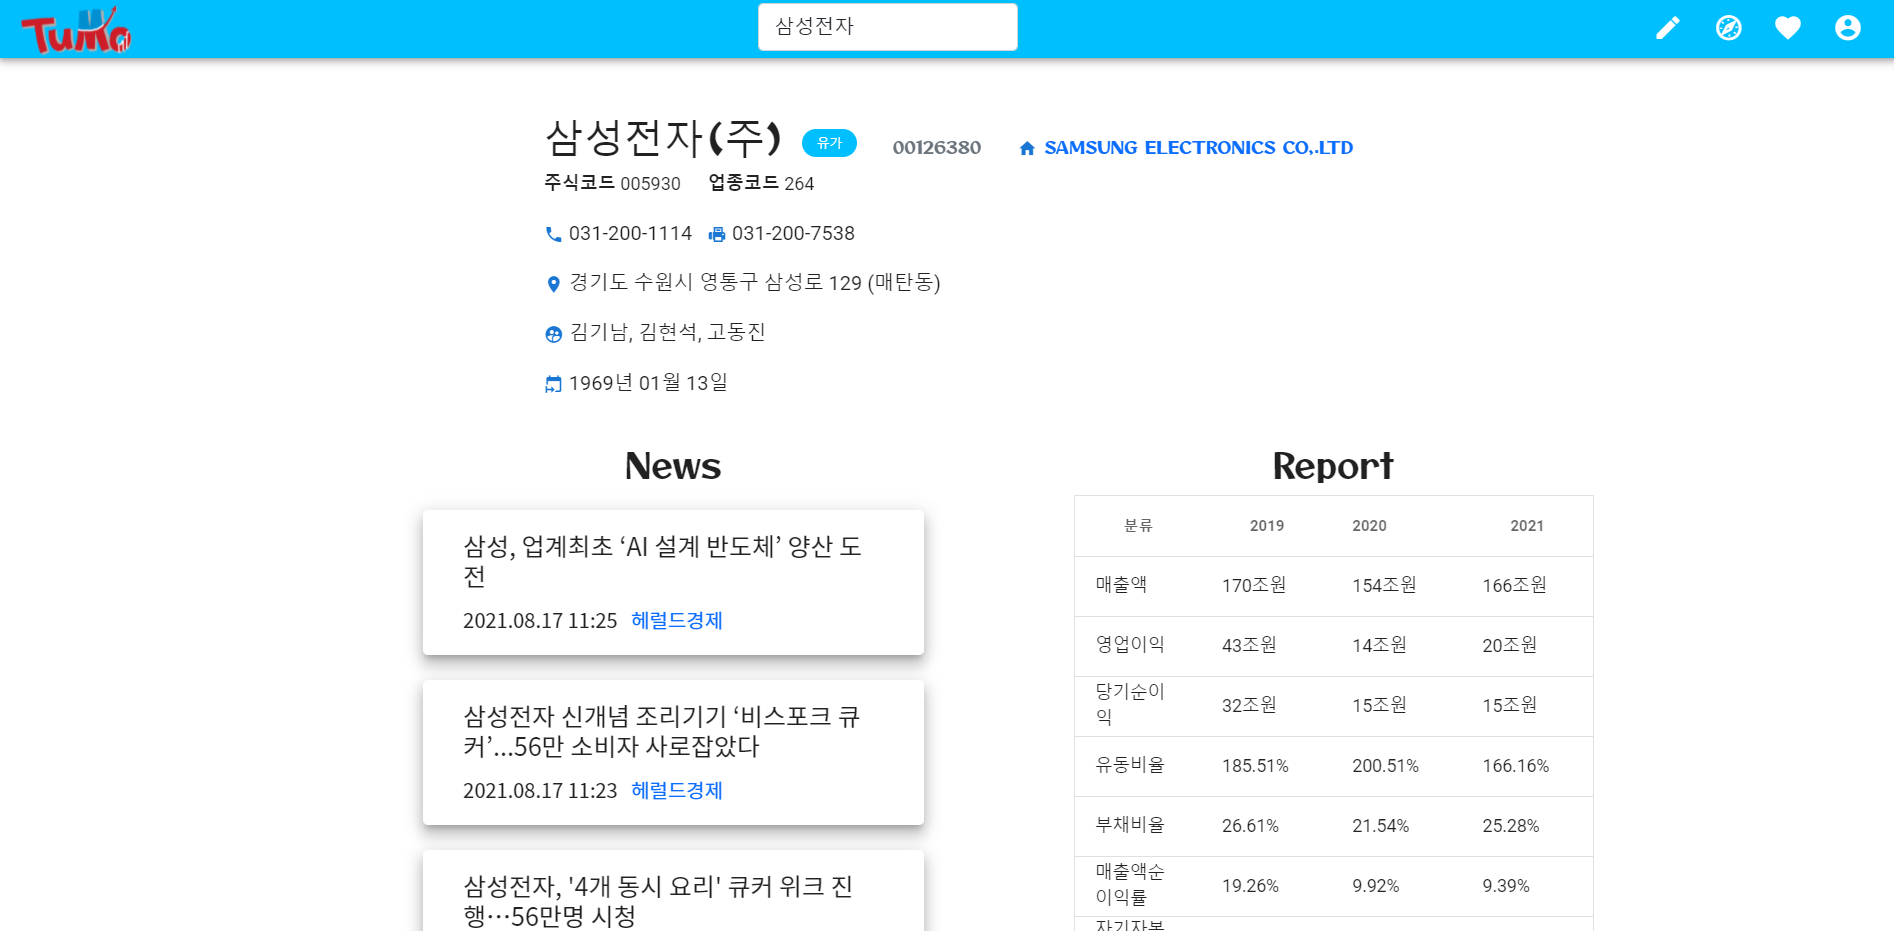 TuMo
삼성전자
삼성전자(주) 유가 00126380 SAMSUNG ELECTRONICS CO,.LTD
주식코드 005930 업종코드 264
031-200-1114 031-200-7538
경기도 수원시 영통구 삼성로 129 (매탄동)
김기남, 김현석, 고동진
1969년 01월 13일
News
삼성, 업계최초 ‘AI 설계 반도체’ 양산 도
전
2021.08.17 11:25 헤럴드경제
삼성전자 신개념 조리기기 ‘비스포크 큐
커’...56만 소비자 사로잡았다
2021.08.17 11:23 헤럴드경제
삼성전자, '4개 동시 요리' 큐커 위크 진
행…56만명 시청
Report
분류 2019 2020 2021
매출액 170조원 154조원 166조원
영업이익 43조원 14조원 20조원
당기순이
익 32조원 15조원 15조원
유동비율 185.51% 200.51% 166.16%
부채비율 26.61% 21.54% 25.28%
매출액순
이익률 19.26% 9.92% 9.39%
자기자본